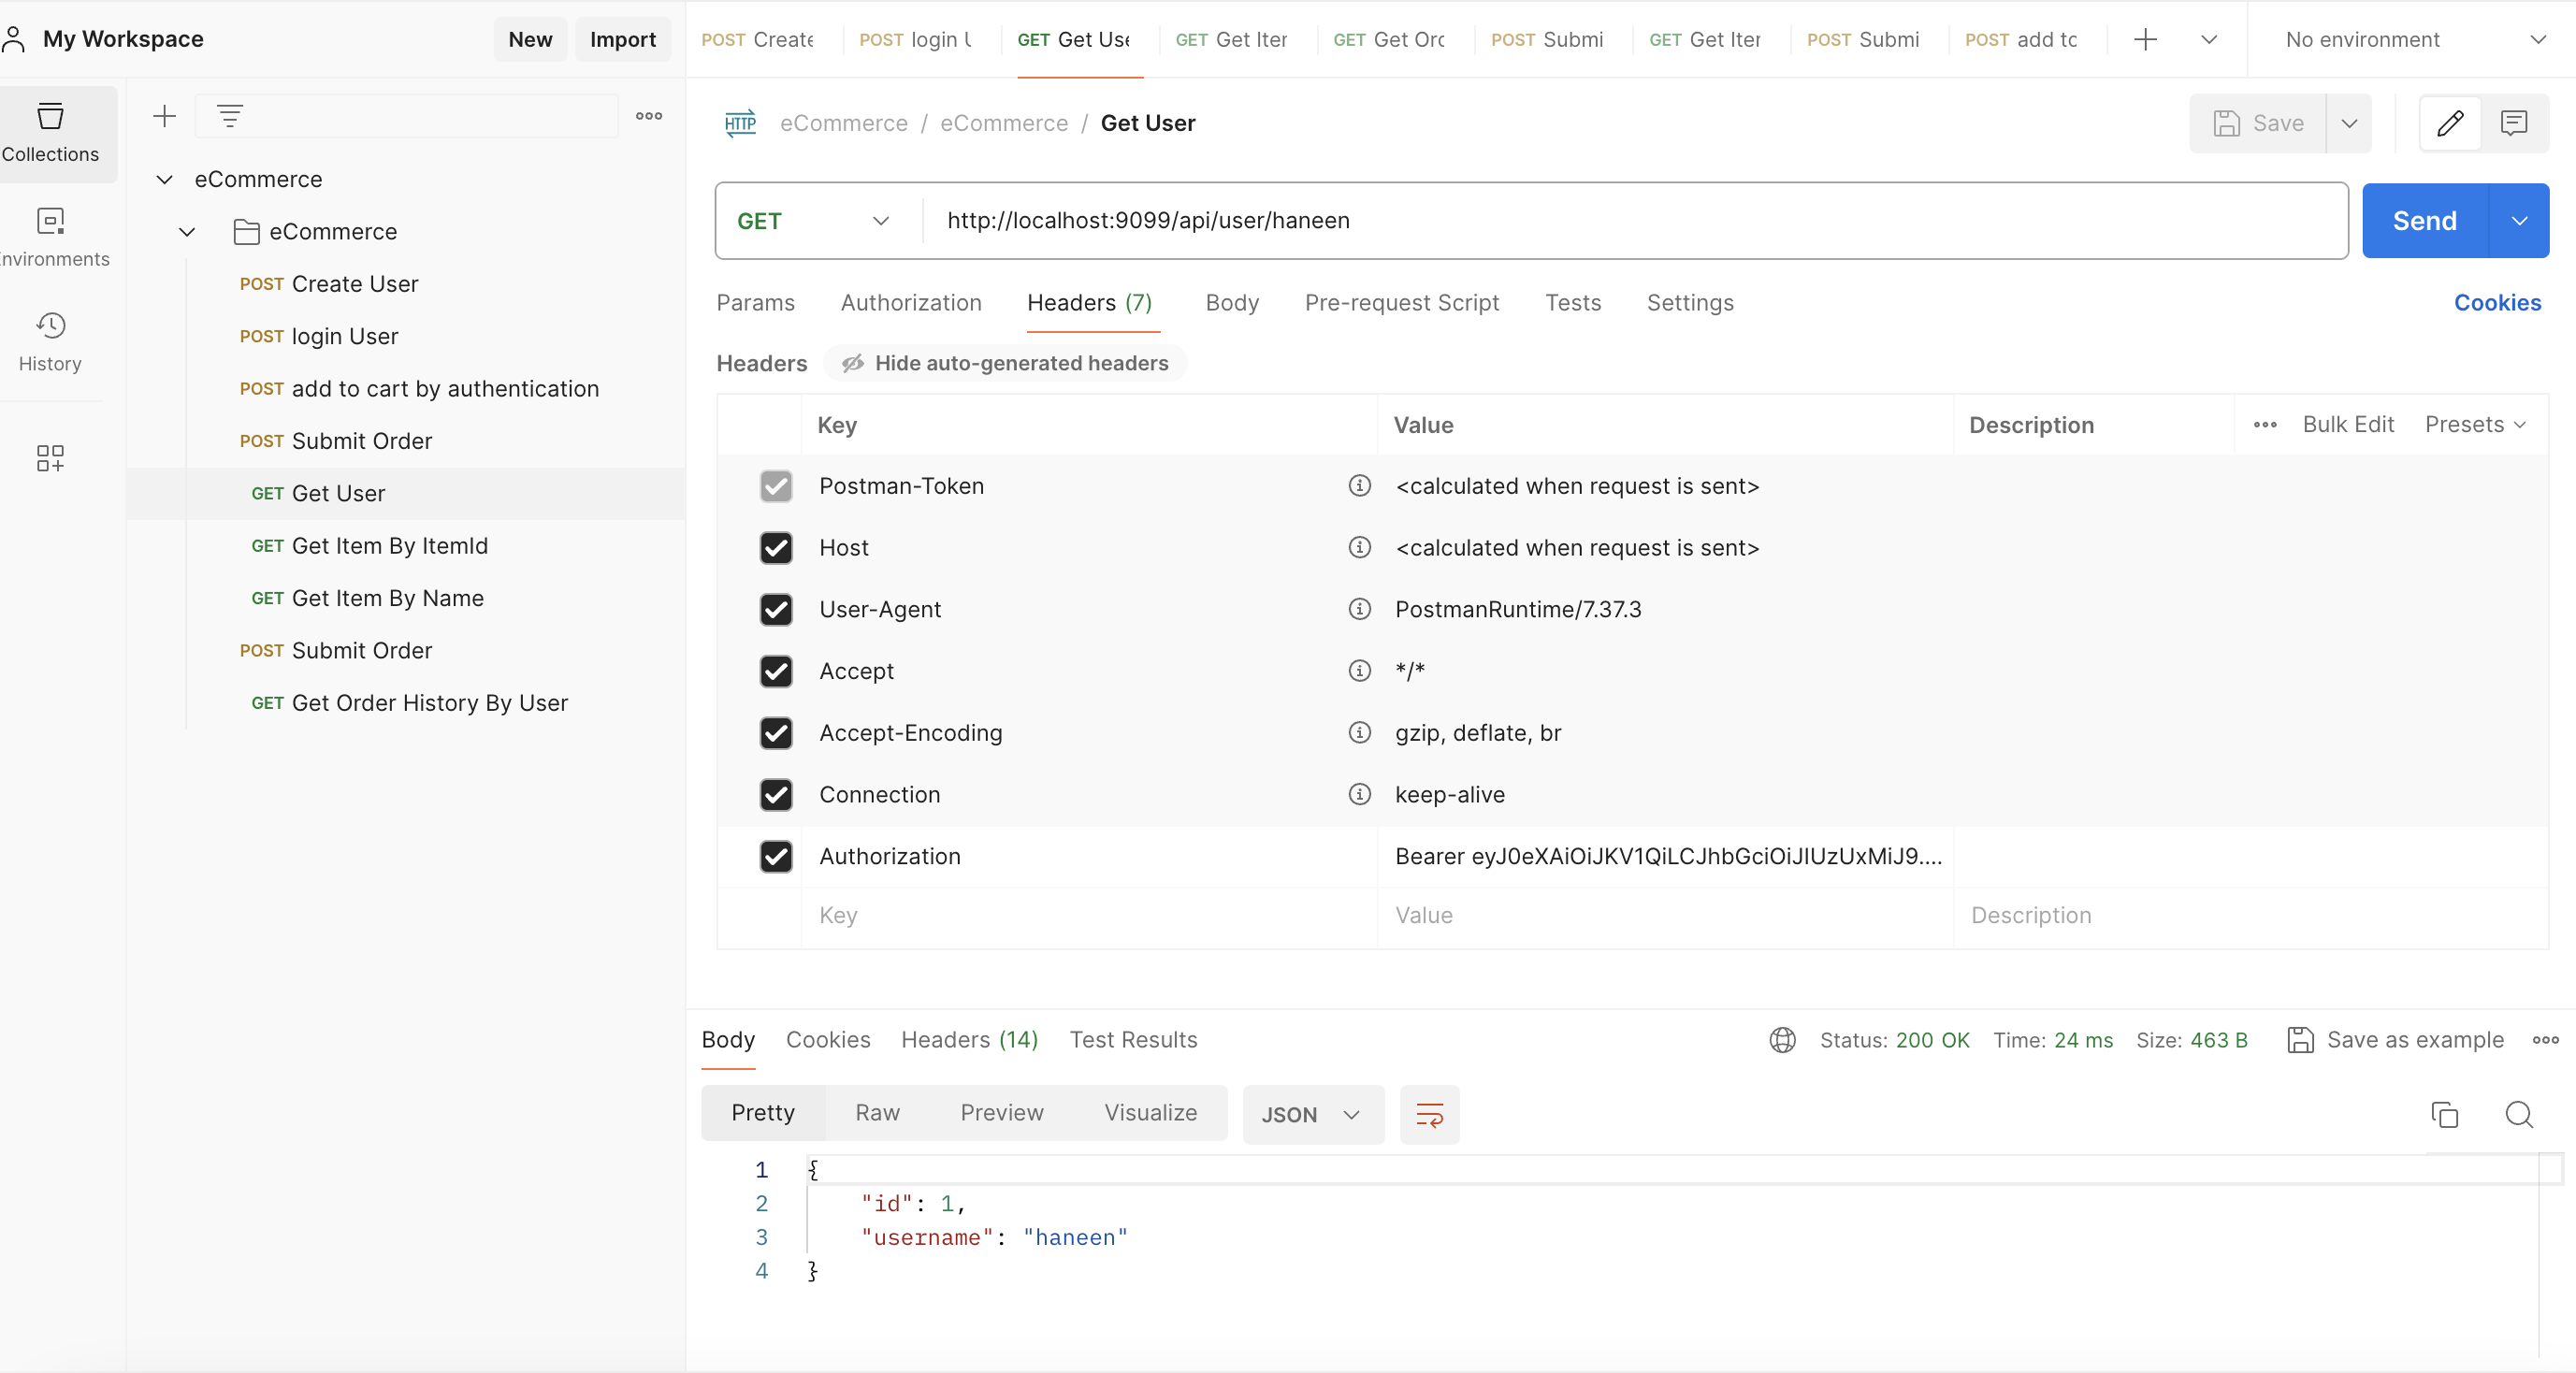 My Workspace
New
Import
POST Create
POST login U
GET Get Use
GET Get Iter
GET Get Orc
POST Submi
GET Get Iter
POST Submi
POST add tc
No environment
Collections
Environments
History
eCommerce
eCommerce
POST Create User
POST login User
POST add to cart by authentication
POST Submit Order
GET Get User
GET Get Item By ItemId
GET Get Item By Name
POST Submit Order
GET Get Order History By User
HTTP eCommerce / eCommerce / Get User
Save
GET http://localhost:9099/api/user/haneen
Send
Params Authorization Headers (7) Body Pre-request Script Tests Settings Cookies
Headers Hide auto-generated headers
Key Value Description Bulk Edit Presets
Postman-Token <calculated when request is sent>
Host <calculated when request is sent>
User-Agent PostmanRuntime/7.37.3
Accept */*
Accept-Encoding gzip, deflate, br
Connection keep-alive
Authorization Bearer eyJ0eXAiOiJKV1QiLCJhbGciOiJIUzUxMiJ9....
Key Value Description
Body Cookies Headers (14) Test Results
Status: 200 OK Time: 24 ms Size: 463 B Save as example
Pretty Raw Preview Visualize JSON
1 {
2 "id": 1,
3 "username": "haneen"
4 }